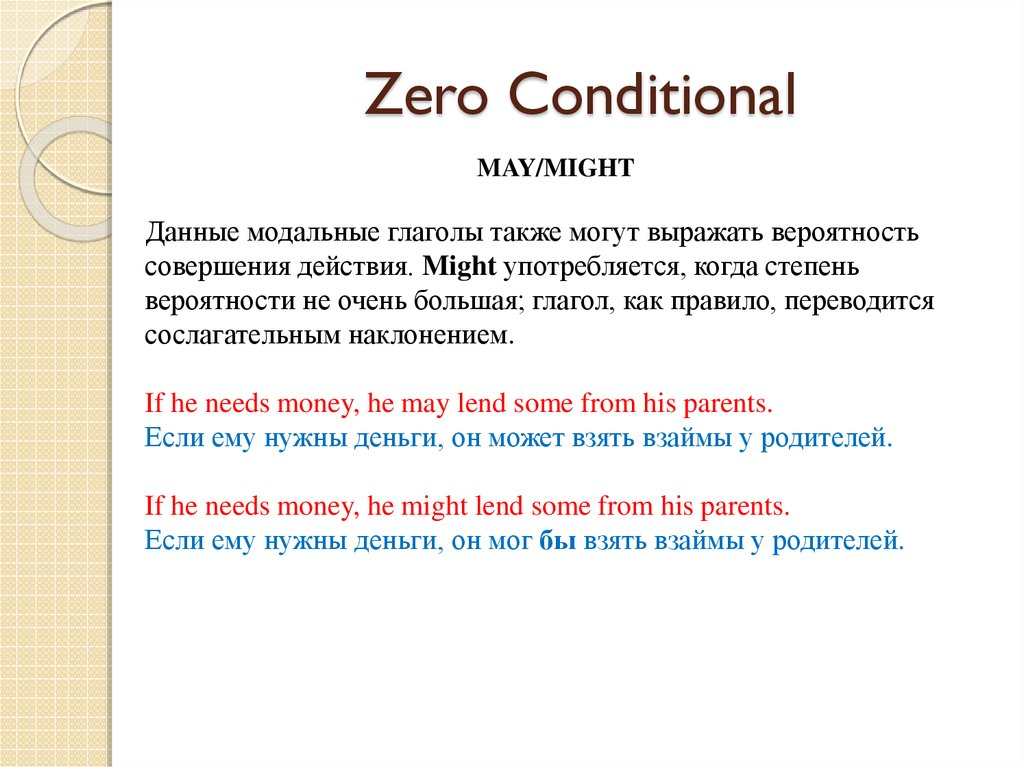 Zero Conditional
MAY/MIGHT
Данные модальные глаголы также могут выражать вероятность
совершения действия. Might употребляется, когда степень
вероятности не очень большая; глагол, как правило, переводится
сослагательным наклонением.
If he needs money, he may lend some from his parents.
Если ему нужны деньги, он может взять взаймы у родителей.
If he needs money, he might lend some from his parents.
Если ему нужны деньги, он мог бы взять взаймы у родителей.